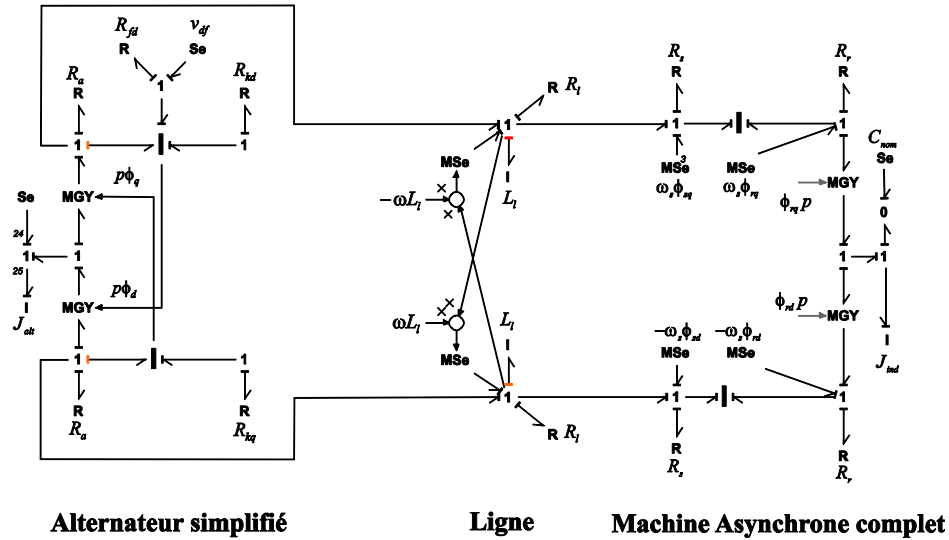 R_fd v_df
R Se
R_a R_kd R_s R_r
R 1 R R R
R R_l
1 1 1 1 1
C_nom
Se
MSe MSe 3 MSe
I
ω_sϕ_sq ω_sϕ_rq
pϕ_q
Se MGY −ωL_l L_l MGY
ϕ_rq p
0
24
1 1 1 1
25
I
J_alt
pϕ_d
MGY
ϕ_rd p
MGY
ωL_l L_l
I
−ω_sϕ_sd −ω_sϕ_rd
MSe MSe MSe
I
J_ind
1 1 1 1 1
R R R R_l R R
R_a R_kq R_s R_r
Alternateur simplifié Ligne Machine Asynchrone complet